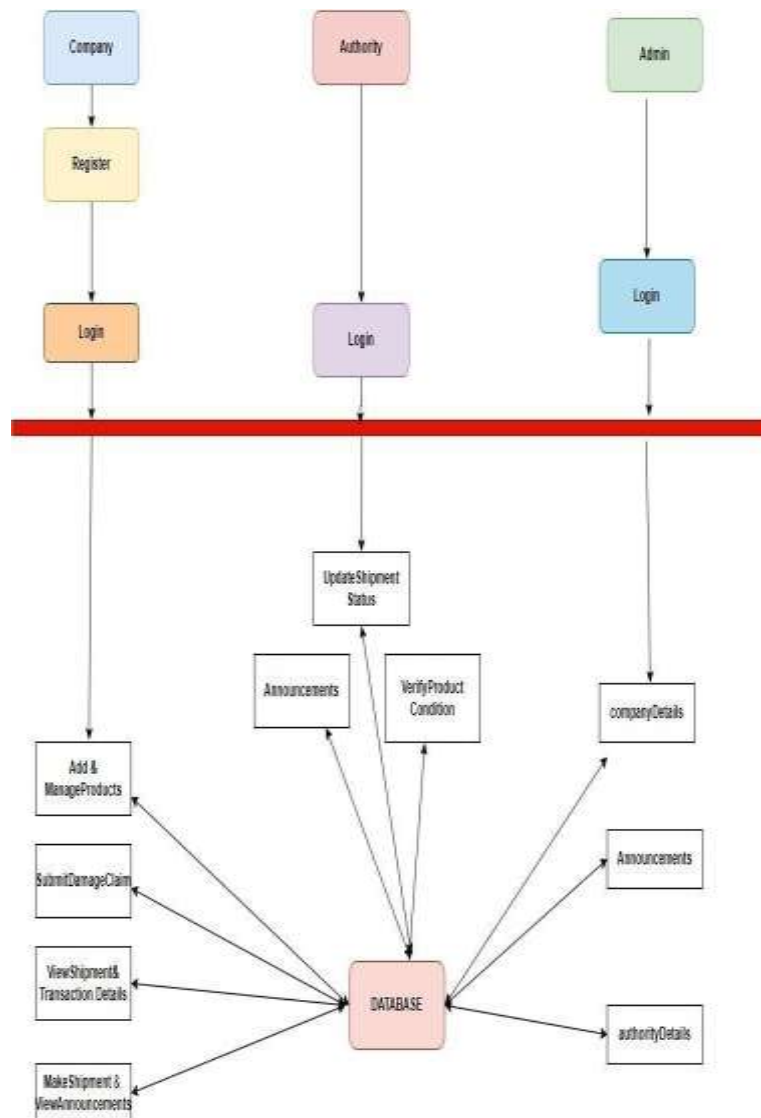 Company
Authority
Admin
Register
Login
Login
Login
UpdateShipment
Status
Announcements
VerifyProduct
Condition
companyDetails
Add &
ManageProducts
Announcements
SubmitDamageClaim
ViewShipment&
Transaction Details
DATABASE
authorityDetails
MakeShipment &
ViewAnnouncements